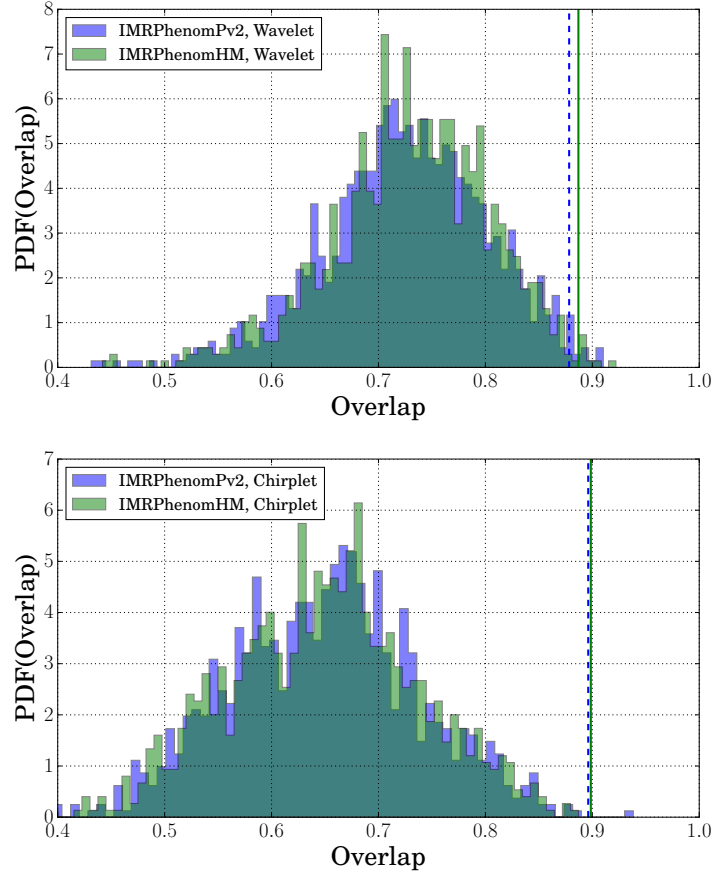 8
7
6
5
4
3
2
1
0
PDF(Overlap)
IMRPhenomPv2, Wavelet
IMRPhenomHM, Wavelet
0.4 0.5 0.6 0.7 0.8 0.9 1.0
Overlap
7
6
5
4
3
2
1
0
PDF(Overlap)
IMRPhenomPv2, Chirplet
IMRPhenomHM, Chirplet
0.4 0.5 0.6 0.7 0.8 0.9 1.0
Overlap